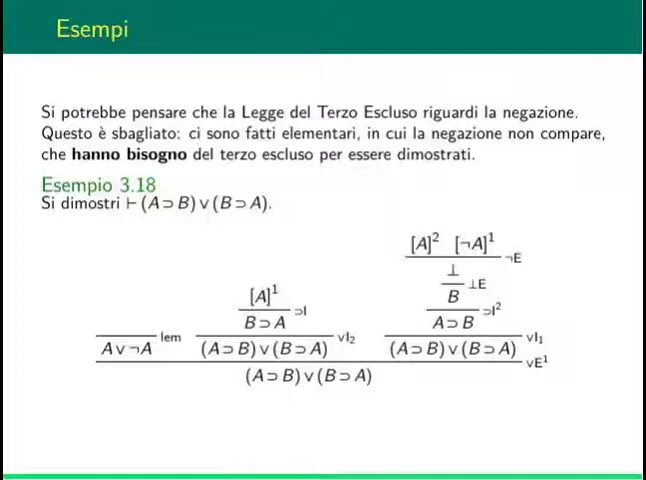 Esempi
Si potrebbe pensare che la Legge del Terzo Escluso riguardi la negazione.
Questo è sbagliato: ci sono fatti elementari, in cui la negazione non compare,
che hanno bisogno del terzo escluso per essere dimostrati.
Esempio 3.18
Si dimostri ⊢ (A ⊃ B) ∨ (B ⊃ A).
[A]² [¬A]¹
¬E
⊥
⊥E
[A]¹ B
⊃I ⊃I²
B ⊃ A A ⊃ B
lem ∨I₂ ∨I₁
A ∨ ¬A (A ⊃ B) ∨ (B ⊃ A) (A ⊃ B) ∨ (B ⊃ A)
∨E¹
(A ⊃ B) ∨ (B ⊃ A)